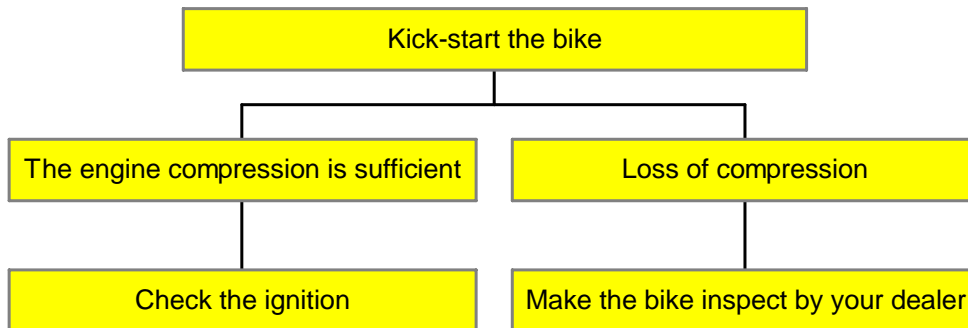 Kick-start the bike
The engine compression is sufficient
Loss of compression
Check the ignition
Make the bike inspect by your dealer